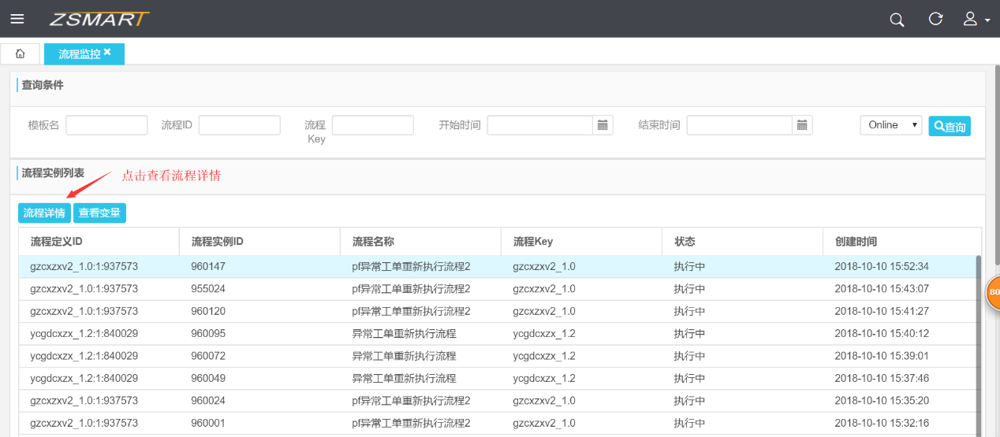 ZSMART
流程监控
查询条件
模板名 流程ID 流程Key 开始时间 结束时间 Online 查询
流程实例列表
点击查看流程详情
流程详情 查看变量
流程定义ID 流程实例ID 流程名称 流程Key 状态 创建时间
gzcxzxv2_1.0:1:937573 960147 pf异常工单重新执行流程2 gzcxzxv2_1.0 执行中 2018-10-10 15:52:34
gzcxzxv2_1.0:1:937573 955024 pf异常工单重新执行流程2 gzcxzxv2_1.0 执行中 2018-10-10 15:43:07
gzcxzxv2_1.0:1:937573 960120 pf异常工单重新执行流程2 gzcxzxv2_1.0 执行中 2018-10-10 15:41:27
ycgdcxzx_1.2:1:840029 960095 异常工单重新执行流程 ycgdcxzx_1.2 执行中 2018-10-10 15:40:12
ycgdcxzx_1.2:1:840029 960072 异常工单重新执行流程 ycgdcxzx_1.2 执行中 2018-10-10 15:39:01
ycgdcxzx_1.2:1:840029 960049 异常工单重新执行流程 ycgdcxzx_1.2 执行中 2018-10-10 15:37:46
gzcxzxv2_1.0:1:937573 960024 pf异常工单重新执行流程2 gzcxzxv2_1.0 执行中 2018-10-10 15:35:20
gzcxzxv2_1.0:1:937573 960001 pf异常工单重新执行流程2 gzcxzxv2_1.0 执行中 2018-10-10 15:32:16
80